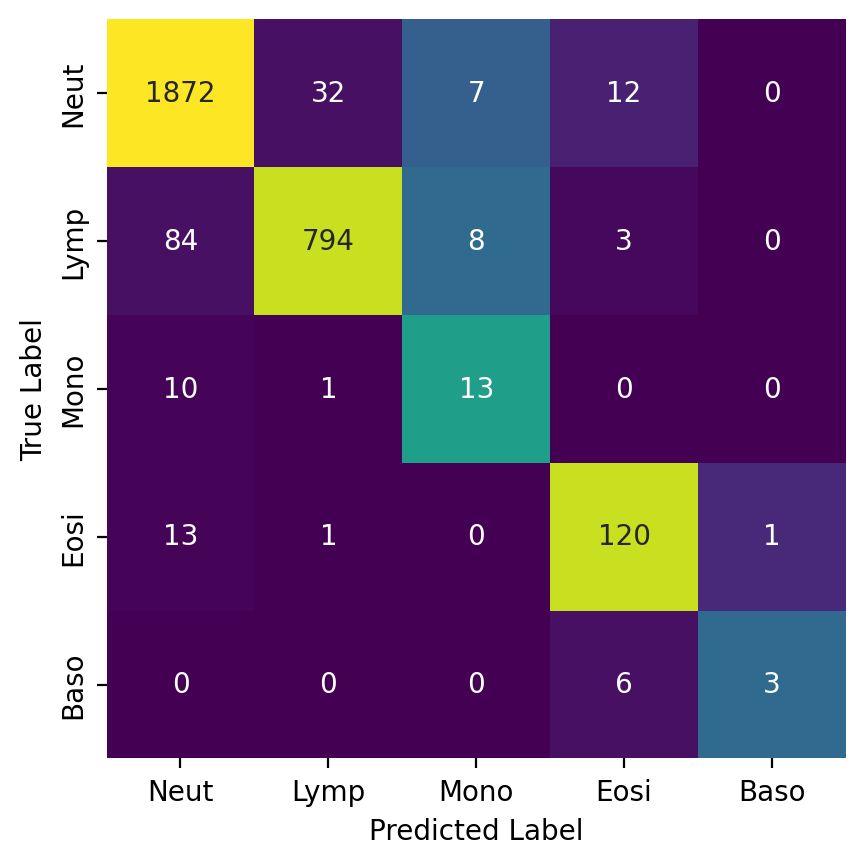 True Label
Neut 1872 32 7 12 0
Lymp 84 794 8 3 0
Mono 10 1 13 0 0
Eosi 13 1 0 120 1
Baso 0 0 0 6 3
Neut Lymp Mono Eosi Baso
Predicted Label